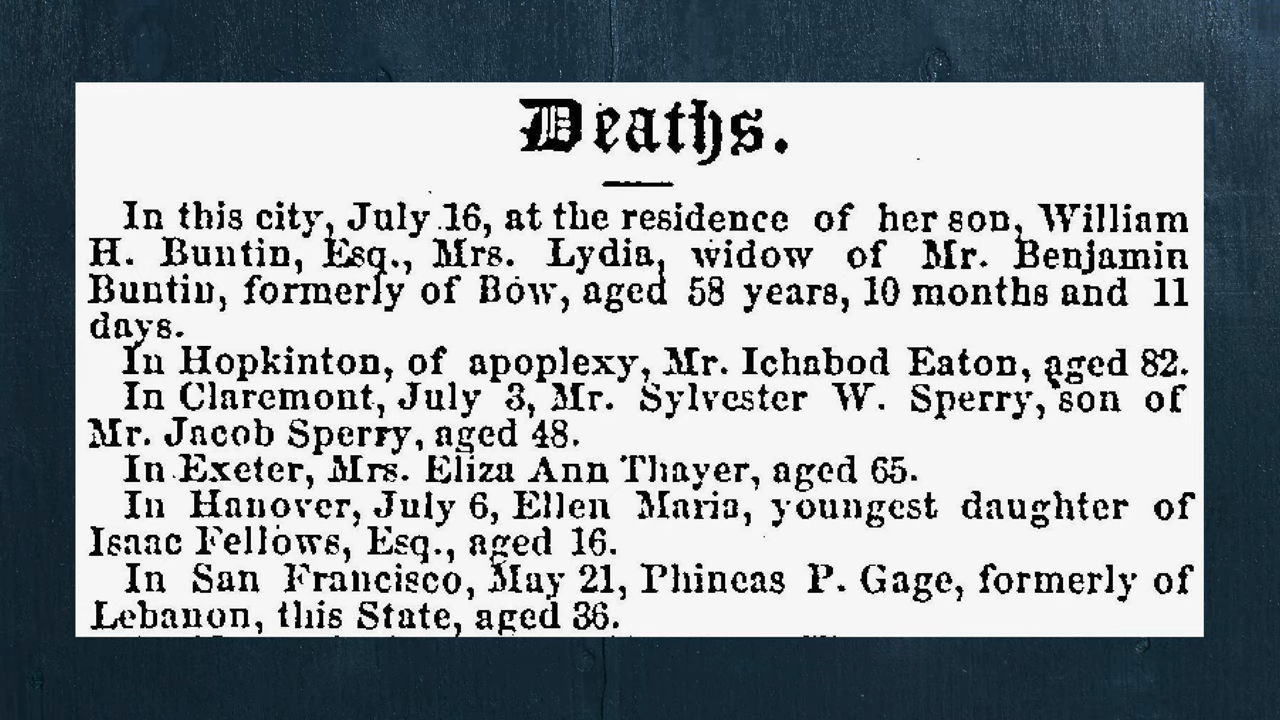 Deaths.
In this city, July 16, at the residence of her son, William
H. Buntin, Esq., Mrs. Lydia, widow of Mr. Benjamin
Buntin, formerly of Bow, aged 58 years, 10 months and 11
days.
In Hopkinton, of apoplexy, Mr. Ichabod Eaton, aged 82.
In Claremont, July 3, Mr. Sylvester W. Sperry, son of
Mr. Jacob Sperry, aged 48.
In Exeter, Mrs. Eliza Ann Thayer, aged 65.
In Hanover, July 6, Ellen Maria, youngest daughter of
Isaac Fellows, Esq., aged 16.
In San Francisco, May 21, Phineas P. Gage, formerly of
Lebanon, this State, aged 36.